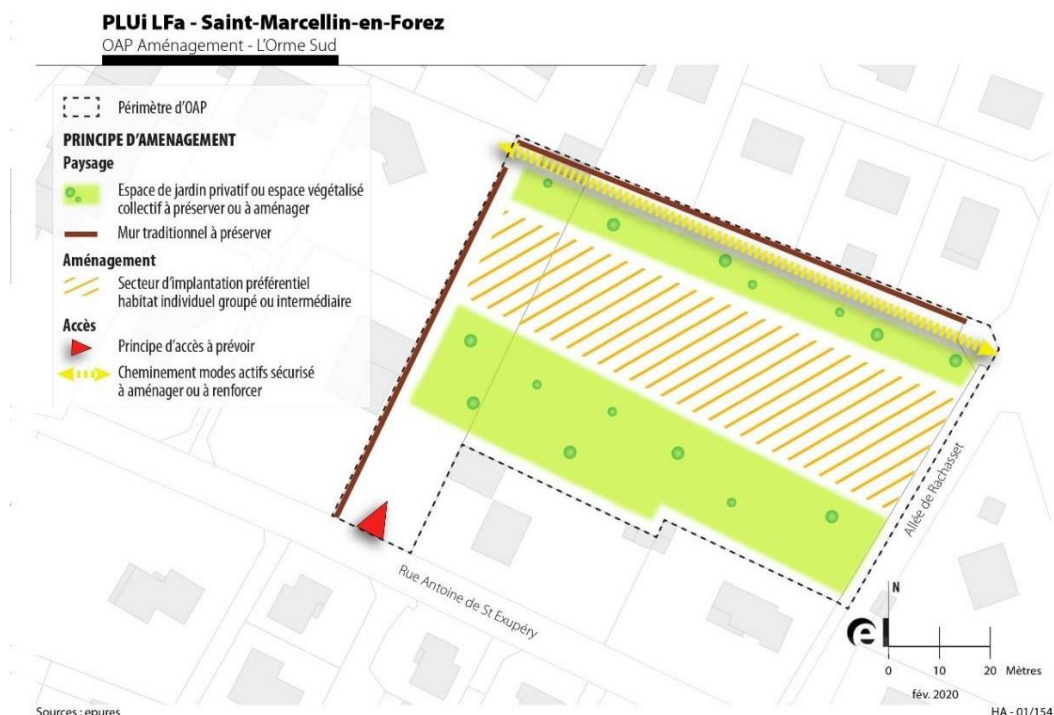 PLUi LFa - Saint-Marcellin-en-Forez
OAP Aménagement - L'Orme Sud
Périmètre d'OAP
PRINCIPE D'AMENAGEMENT
Paysage
Espace de jardin privatif ou espace végétalisé
collectif à préserver ou à aménager
Mur traditionnel à préserver
Aménagement
Secteur d'implantation préférentiel
habitat individuel groupé ou intermédiaire
Accès
Principe d'accès à prévoir
Cheminement modes actifs sécurisé
à aménager ou à renforcer
Allée de Rachasset
Rue Antoine de St Exupéry
N
e
0 10 20 Mètres
fév. 2020
Sources : epures
HA - 01/154